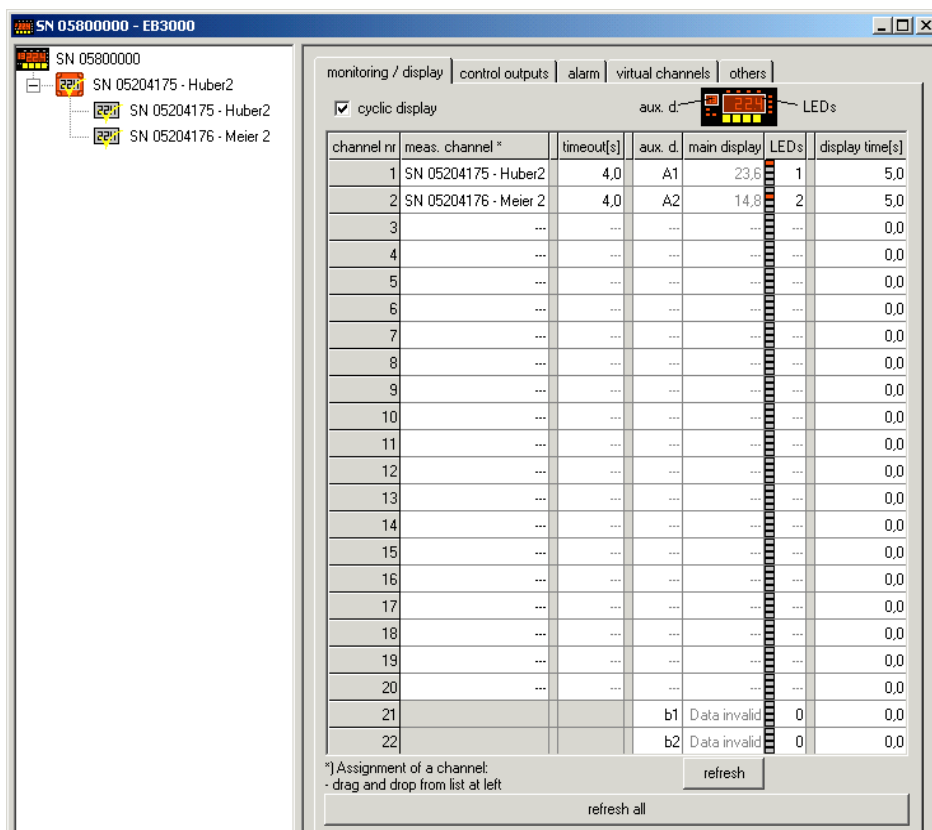 SN 05800000 - EB3000
SN 05800000
SN 05204175 - Huber2
SN 05204175 - Huber2
SN 05204176 - Meier 2
monitoring / display control outputs alarm virtual channels others
cyclic display aux. d. 22.4 LEDs
channel nr meas. channel * timeout[s] aux. d. main display LEDs display time[s]
1 SN 05204175 - Huber2 4,0 A1 23,6 1 5,0
2 SN 05204176 - Meier 2 4,0 A2 14,8 2 5,0
3 --- --- --- --- --- 0,0
4 --- --- --- --- --- 0,0
5 --- --- --- --- --- 0,0
6 --- --- --- --- --- 0,0
7 --- --- --- --- --- 0,0
8 --- --- --- --- --- 0,0
9 --- --- --- --- --- 0,0
10 --- --- --- --- --- 0,0
11 --- --- --- --- --- 0,0
12 --- --- --- --- --- 0,0
13 --- --- --- --- --- 0,0
14 --- --- --- --- --- 0,0
15 --- --- --- --- --- 0,0
16 --- --- --- --- --- 0,0
17 --- --- --- --- --- 0,0
18 --- --- --- --- --- 0,0
19 --- --- --- --- --- 0,0
20 --- --- --- --- --- 0,0
21 b1 Data invalid 0 0,0
22 b2 Data invalid 0 0,0
*) Assignment of a channel:
- drag and drop from list at left
refresh
refresh all